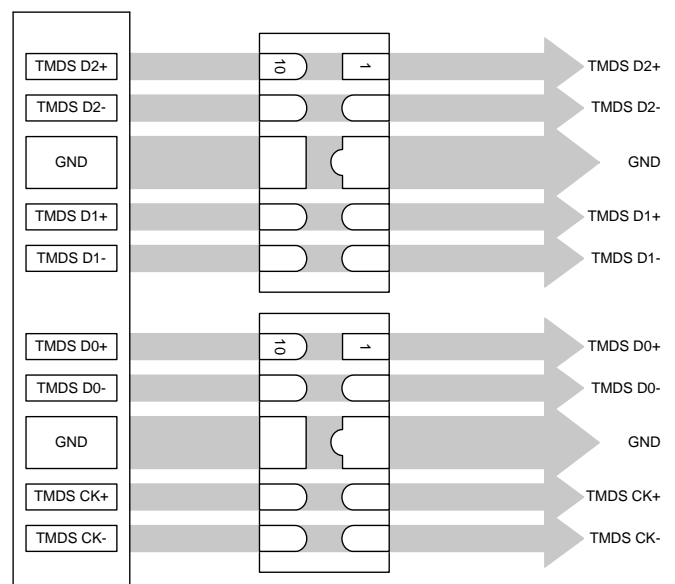 TMDS D2+ 10 1 TMDS D2+
TMDS D2- TMDS D2-
GND GND
TMDS D1+ TMDS D1+
TMDS D1- TMDS D1-
TMDS D0+ 10 1 TMDS D0+
TMDS D0- TMDS D0-
GND GND
TMDS CK+ TMDS CK+
TMDS CK- TMDS CK-